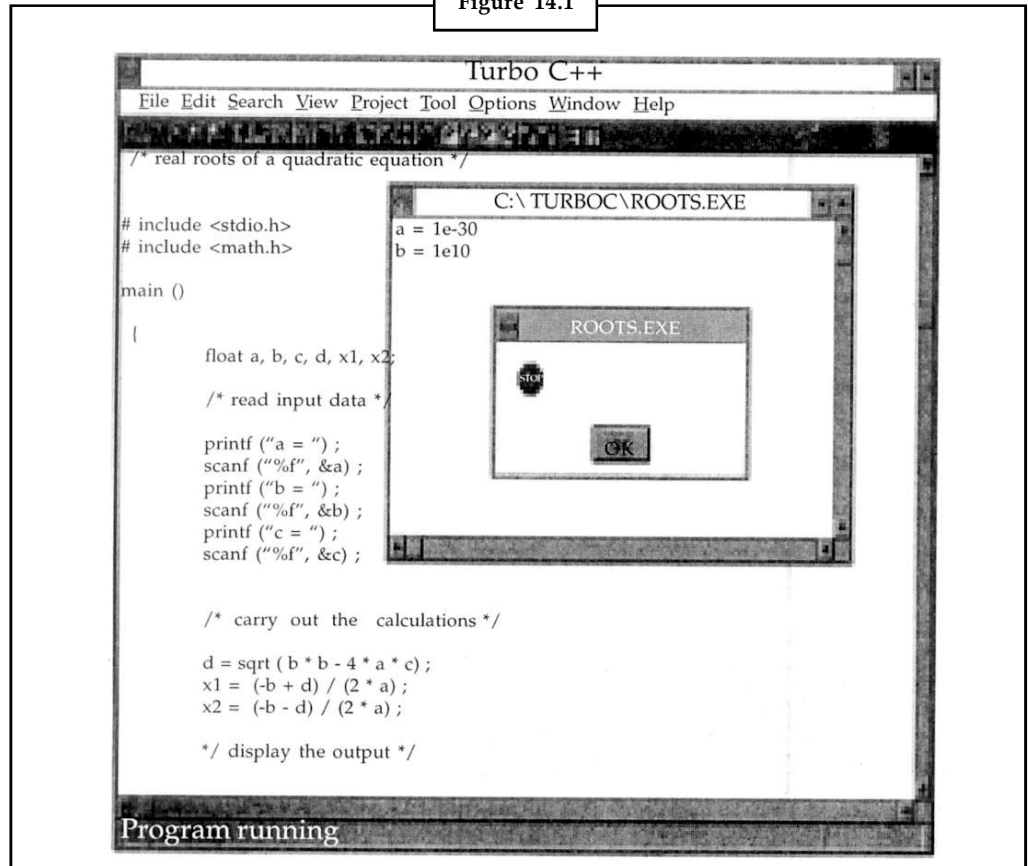 Figure 14.1
Turbo C++
File Edit Search View Project Tool Options Window Help
/* real roots of a quadratic equation */
# include <stdio.h>
# include <math.h>
main ()
{
float a, b, c, d, x1, x2;
/* read input data */
printf ("a = ") ;
scanf ("%f", &a) ;
printf ("b = ") ;
scanf ("%f", &b) ;
printf ("c = ") ;
scanf ("%f", &c) ;
/* carry out the calculations */
d = sqrt ( b * b - 4 * a * c) ;
x1 = (-b + d) / (2 * a) ;
x2 = (-b - d) / (2 * a) ;
*/ display the output */
C:\ TURBOC\ROOTS.EXE
a = 1e-30
b = 1e10
ROOTS.EXE
STOP
OK
Program running